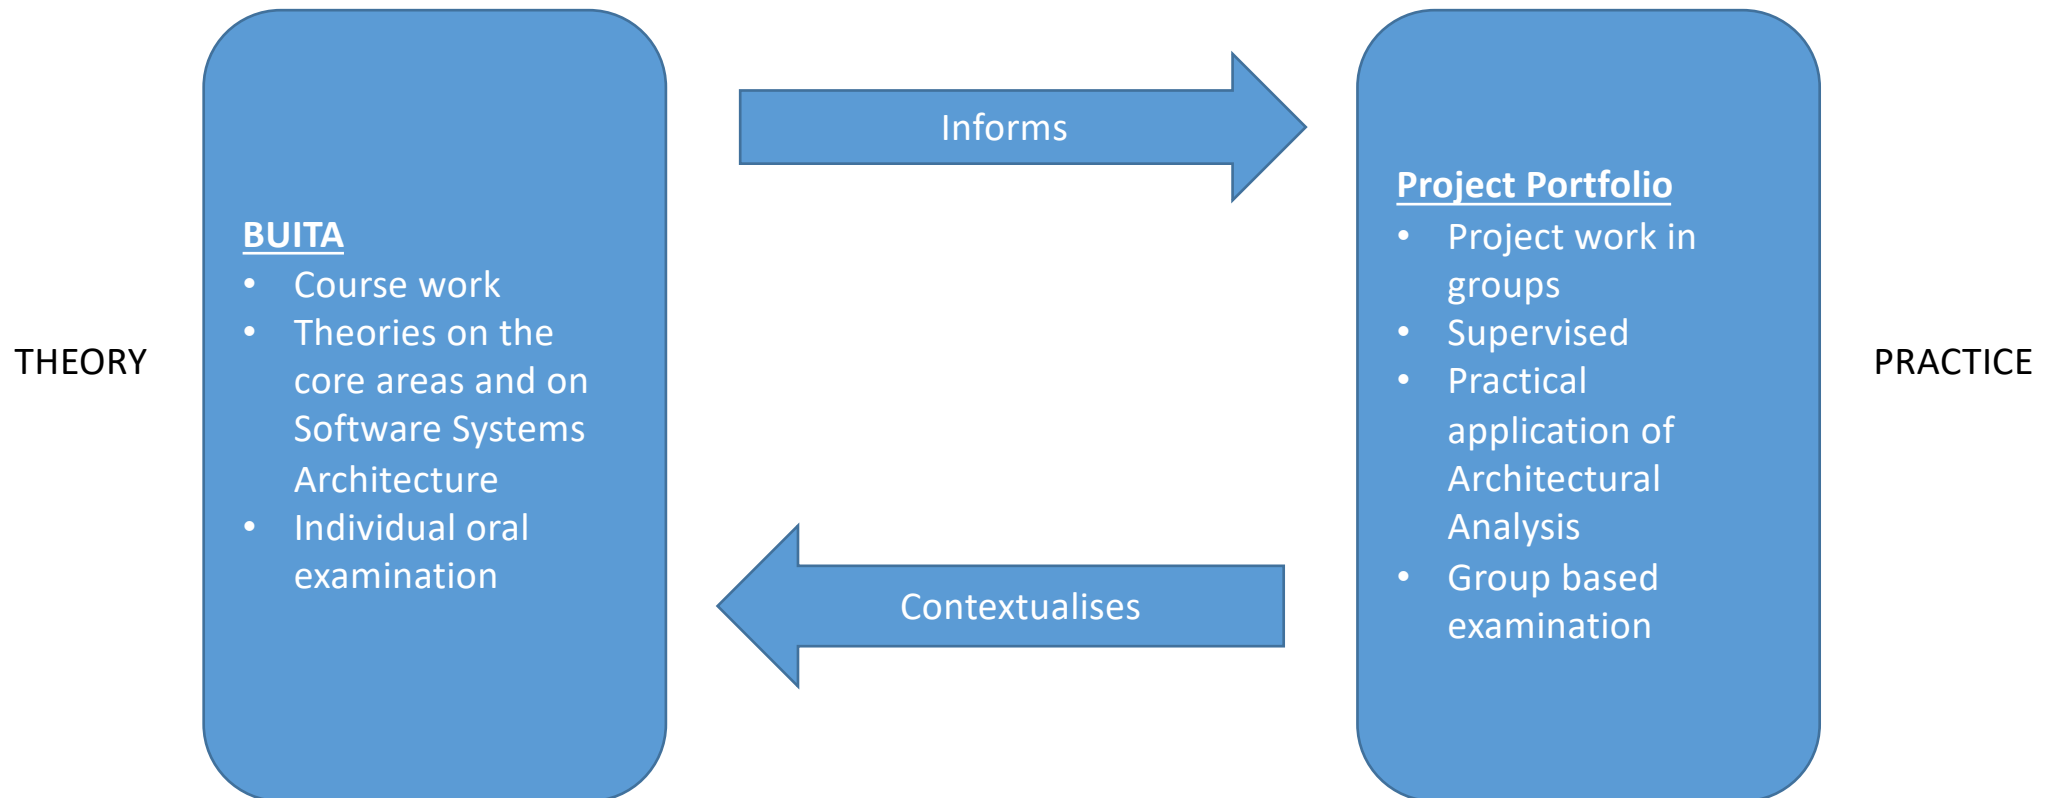 THEORY
BUITA
• Course work
• Theories on the
core areas and on
Software Systems
Architecture
• Individual oral
examination
Informs
Contextualises
Project Portfolio
• Project work in
groups
• Supervised
• Practical
application of
Architectural
Analysis
• Group based
examination
PRACTICE